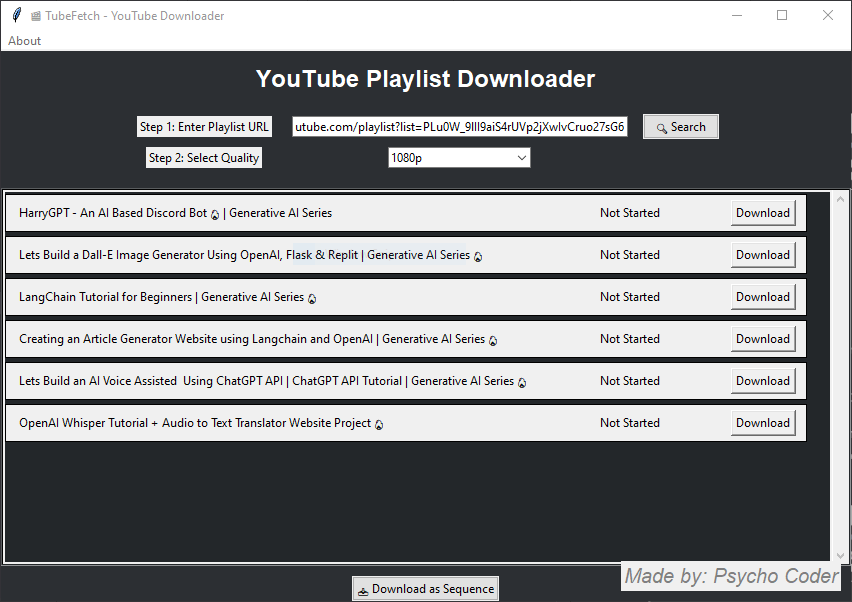 TubeFetch - YouTube Downloader
About
YouTube Playlist Downloader
Step 1: Enter Playlist URL utube.com/playlist?list=PLu0W_9lII9aiS4rUVp2jXwIvCruo27sG6 Search
Step 2: Select Quality 1080p
HarryGPT - An AI Based Discord Bot 🔥 | Generative AI Series Not Started Download
Lets Build a Dall-E Image Generator Using OpenAI, Flask & Replit | Generative AI Series 🔥 Not Started Download
LangChain Tutorial for Beginners | Generative AI Series 🔥 Not Started Download
Creating an Article Generator Website using Langchain and OpenAI | Generative AI Series 🔥 Not Started Download
Lets Build an AI Voice Assisted  Using ChatGPT API | ChatGPT API Tutorial | Generative AI Series 🔥 Not Started Download
OpenAI Whisper Tutorial + Audio to Text Translator Website Project 🔥 Not Started Download
Made by: Psycho Coder
Download as Sequence